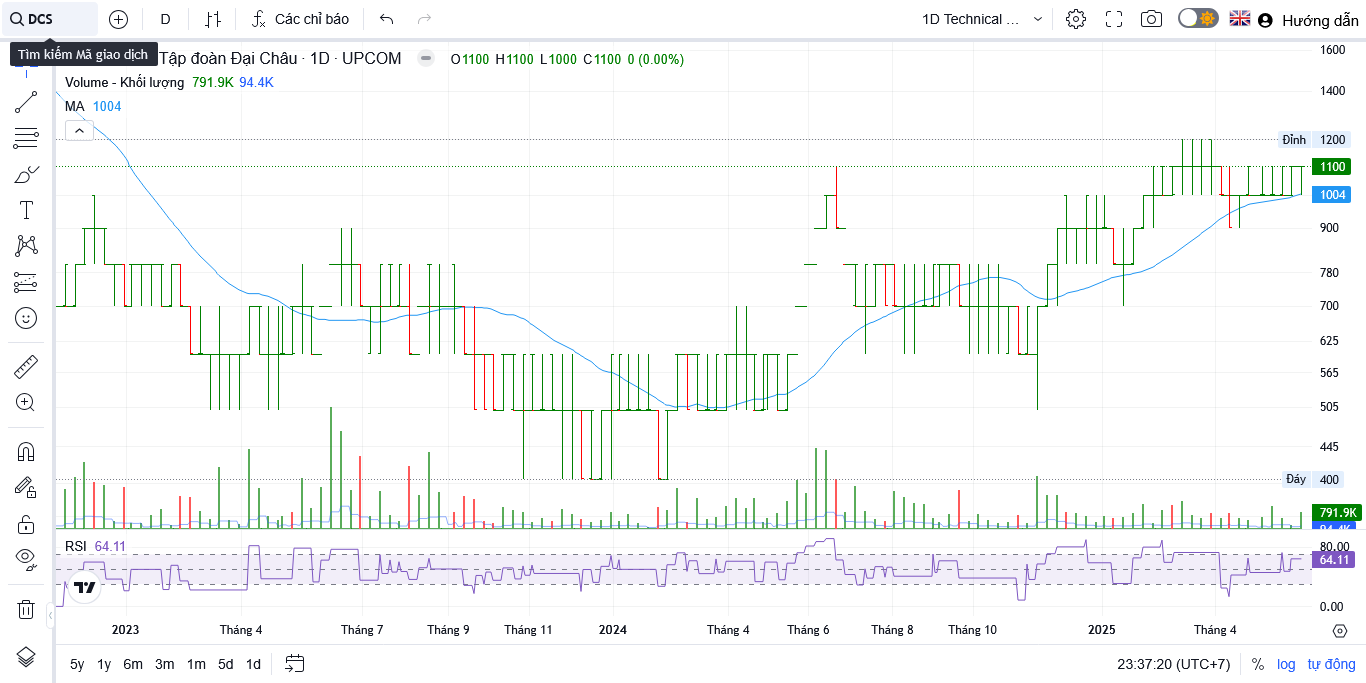 DCS
D
Các chỉ báo
1D Technical ...
Hướng dẫn
Tìm kiếm Mã giao dịch
Tập đoàn Đại Châu · 1D · UPCOM
O1100 H1100 L1000 C1100 0 (0.00%)
Volume - Khối lượng 791.9K 94.4K
MA 1004
1600
1400
Đỉnh 1200
1100
1004
900
780
700
625
565
505
445
Đáy 400
791.9K
94.4K
RSI 64.11
80.00
64.11
0.00
2023 Tháng 4 Tháng 7 Tháng 9 Tháng 11 2024 Tháng 4 Tháng 6 Tháng 8 Tháng 10 2025 Tháng 4
5y 1y 6m 3m 1m 5d 1d
23:37:20 (UTC+7) % log tự động